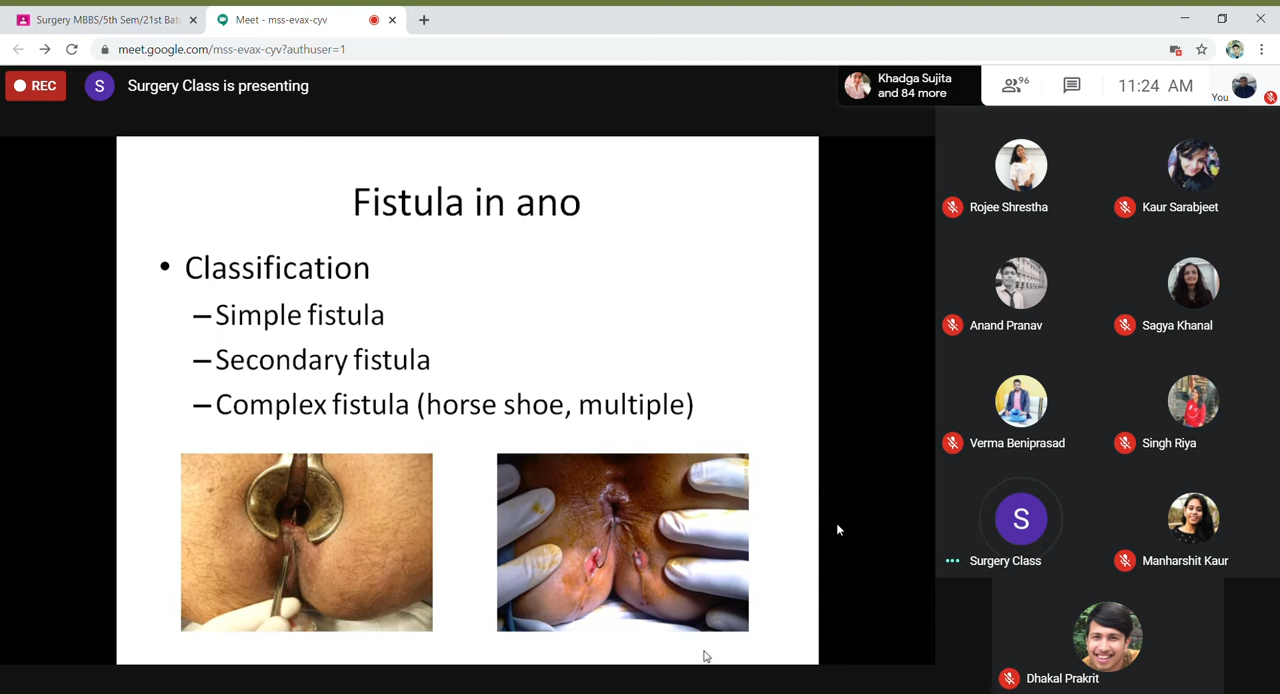 Surgery MBBS/5th Sem/21st Bat
Meet - mss-evax-cyv
meet.google.com/mss-evax-cyv?authuser=1
REC
S
Surgery Class is presenting
Khadga Sujita
and 84 more
96
11:24 AM
You
Fistula in ano
• Classification
– Simple fistula
– Secondary fistula
– Complex fistula (horse shoe, multiple)
Rojee Shrestha
Kaur Sarabjeet
Anand Pranav
Sagya Khanal
Verma Beniprasad
Singh Riya
S
Surgery Class
Manharshit Kaur
Dhakal Prakrit